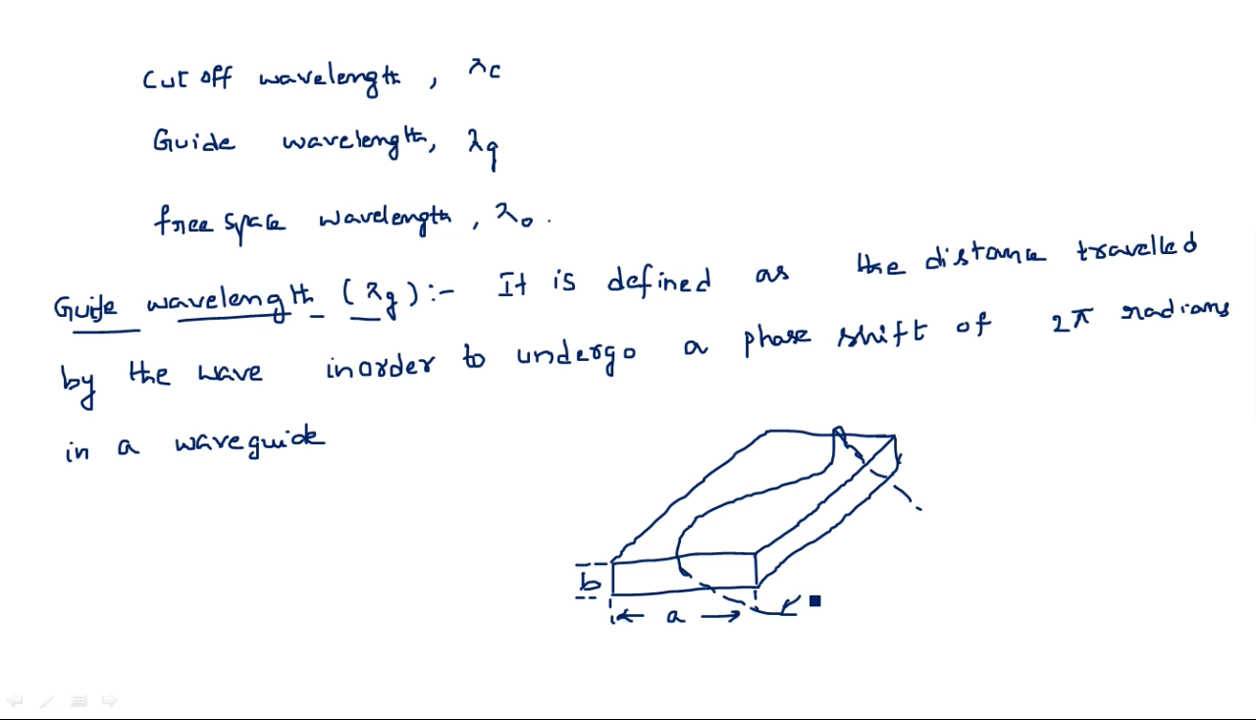 Cut off wavelength, λc
Guide wavelength, λg
free space wavelength, λo.
Guide wavelength (λg) :- It is defined as the distance travelled
by the wave inorder to undergo a phase shift of 2π radians
in a waveguide
b
a